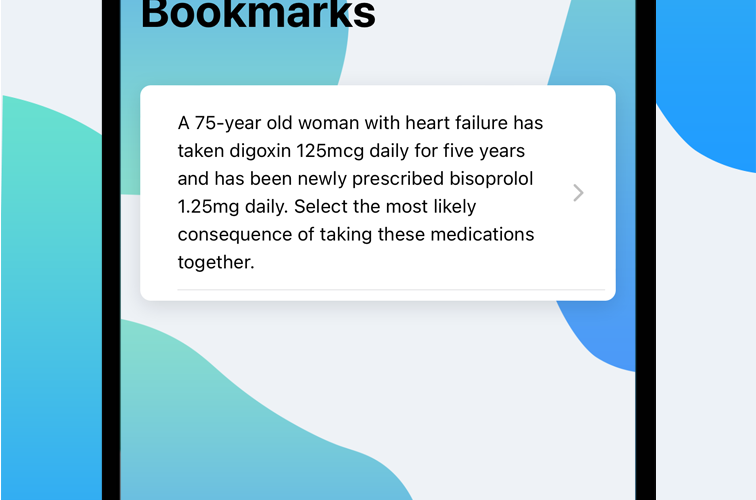 Bookmarks
A 75-year old woman with heart failure has
taken digoxin 125mcg daily for five years
and has been newly prescribed bisoprolol
1.25mg daily. Select the most likely
consequence of taking these medications
together.